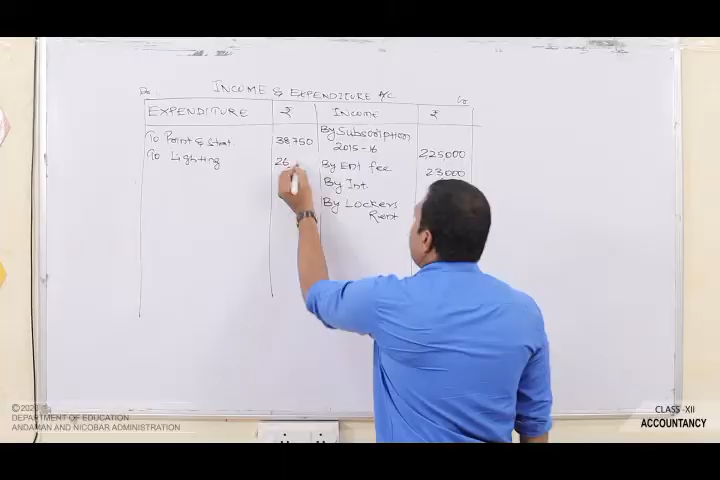 Dr. INCOME & EXPENDITURE A/C Cr
EXPENDITURE ₹ INCOME ₹
To Print & Stat. 38750 By Subscription
2015-16 225000
To Lighting 26 By Ent fee 23000
By Int.
By Lockers
Rent
DEPARTMENT OF EDUCATION
ANDAMAN AND NICOBAR ADMINISTRATION
CLASS -XII
ACCOUNTANCY